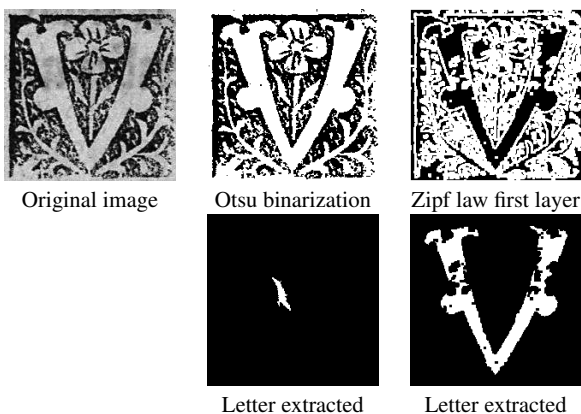 Original image
Otsu binarization
Zipf law first layer
Letter extracted
Letter extracted